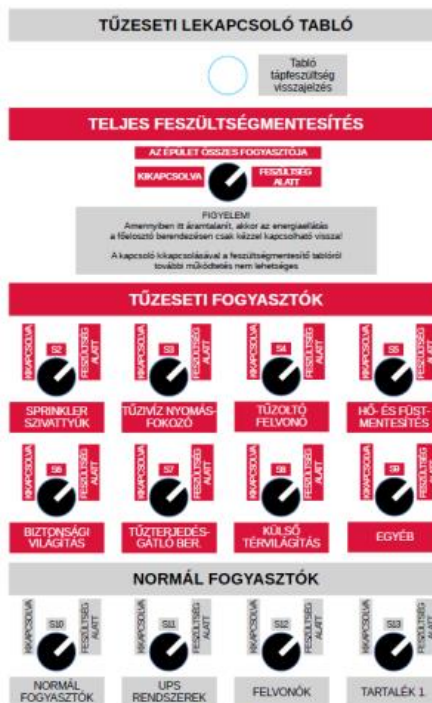 TŰZESETI LEKAPCSOLÓ TABLÓ
Tabló
tápfeszültség
visszajelzés
TELJES FESZÜLTSÉGMENTESÍTÉS
AZ ÉPÜLET ÖSSZES FOGYASZTÓJA
KIKAPCSOLVA
FESZÜLTSÉG
ALATT
FIGYELEM!
Amennyiben itt áramtalanít, akkor az energiaellátás
a főelosztó berendezésen csak kézzel kapcsolható vissza!
A kapcsoló kikapcsolásával a feszültségmentesítő tablóról
további működtetés nem lehetséges
TŰZESETI FOGYASZTÓK
KIKAPCSOLVA
S2
FESZÜLTSÉG
ALATT
SPRINKLER
SZIVATTYÚK
KIKAPCSOLVA
S3
FESZÜLTSÉG
ALATT
TŰZIVÍZ NYOMÁS-
FOKOZÓ
KIKAPCSOLVA
S4
FESZÜLTSÉG
ALATT
TŰZOLTÓ
FELVONÓ
KIKAPCSOLVA
S5
FESZÜLTSÉG
ALATT
HŐ- ÉS FÜST-
MENTESÍTÉS
KIKAPCSOLVA
S6
FESZÜLTSÉG
ALATT
BIZTONSÁGI
VILÁGÍTÁS
KIKAPCSOLVA
S7
FESZÜLTSÉG
ALATT
TŰZTERJEDÉS-
GÁTLÓ BER.
KIKAPCSOLVA
S8
FESZÜLTSÉG
ALATT
KÜLSŐ
TÉRVILÁGÍTÁS
KIKAPCSOLVA
S9
FESZÜLTSÉG
ALATT
EGYÉB
NORMÁL FOGYASZTÓK
KIKAPCSOLVA
S10
FESZÜLTSÉG
ALATT
NORMÁL
FOGYASZTÓK
KIKAPCSOLVA
S11
FESZÜLTSÉG
ALATT
UPS
RENDSZEREK
KIKAPCSOLVA
S12
FESZÜLTSÉG
ALATT
FELVONÓK
KIKAPCSOLVA
S13
FESZÜLTSÉG
ALATT
TARTALÉK 1.